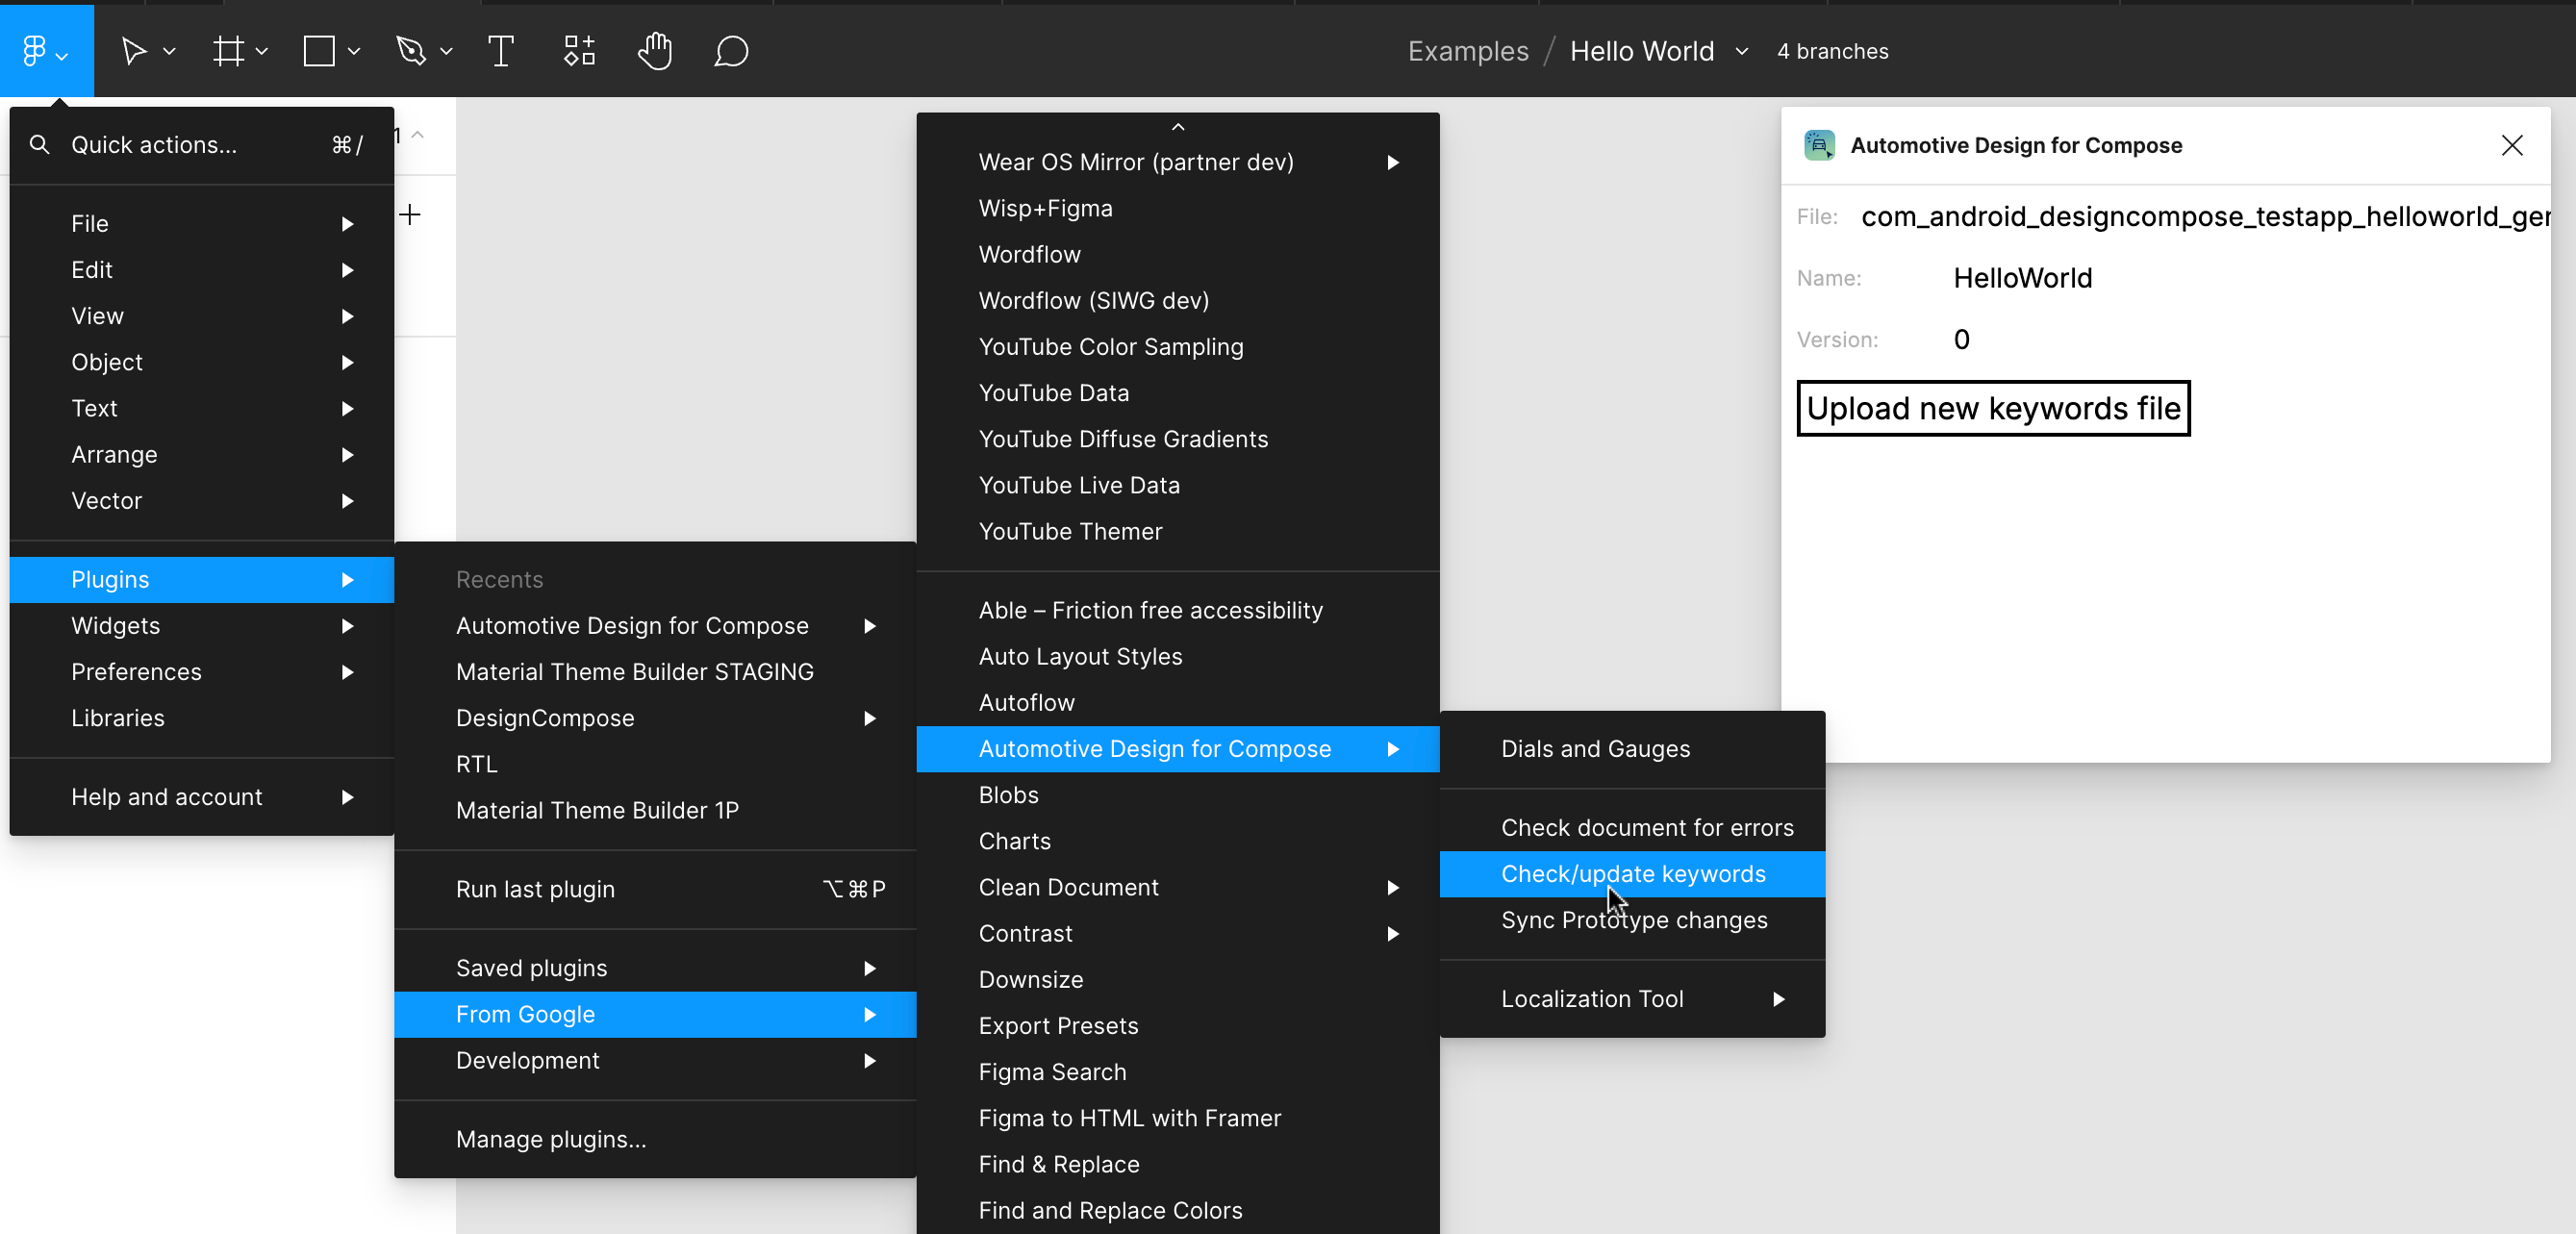 Examples / Hello World
4 branches
Quick actions... ⌘/
1
File
Edit
View
Object
Text
Arrange
Vector
Plugins
Widgets
Preferences
Libraries
Help and account
Recents
Automotive Design for Compose
Material Theme Builder STAGING
DesignCompose
RTL
Material Theme Builder 1P
Run last plugin ⌥⌘P
Saved plugins
From Google
Development
Manage plugins...
Wear OS Mirror (partner dev)
Wisp+Figma
Wordflow
Wordflow (SIWG dev)
YouTube Color Sampling
YouTube Data
YouTube Diffuse Gradients
YouTube Live Data
YouTube Themer
Able – Friction free accessibility
Auto Layout Styles
Autoflow
Automotive Design for Compose
Blobs
Charts
Clean Document
Contrast
Downsize
Export Presets
Figma Search
Figma to HTML with Framer
Find & Replace
Find and Replace Colors
Dials and Gauges
Check document for errors
Check/update keywords
Sync Prototype changes
Localization Tool
Automotive Design for Compose
File: com_android_designcompose_testapp_helloworld_ger
Name: HelloWorld
Version: 0
Upload new keywords file